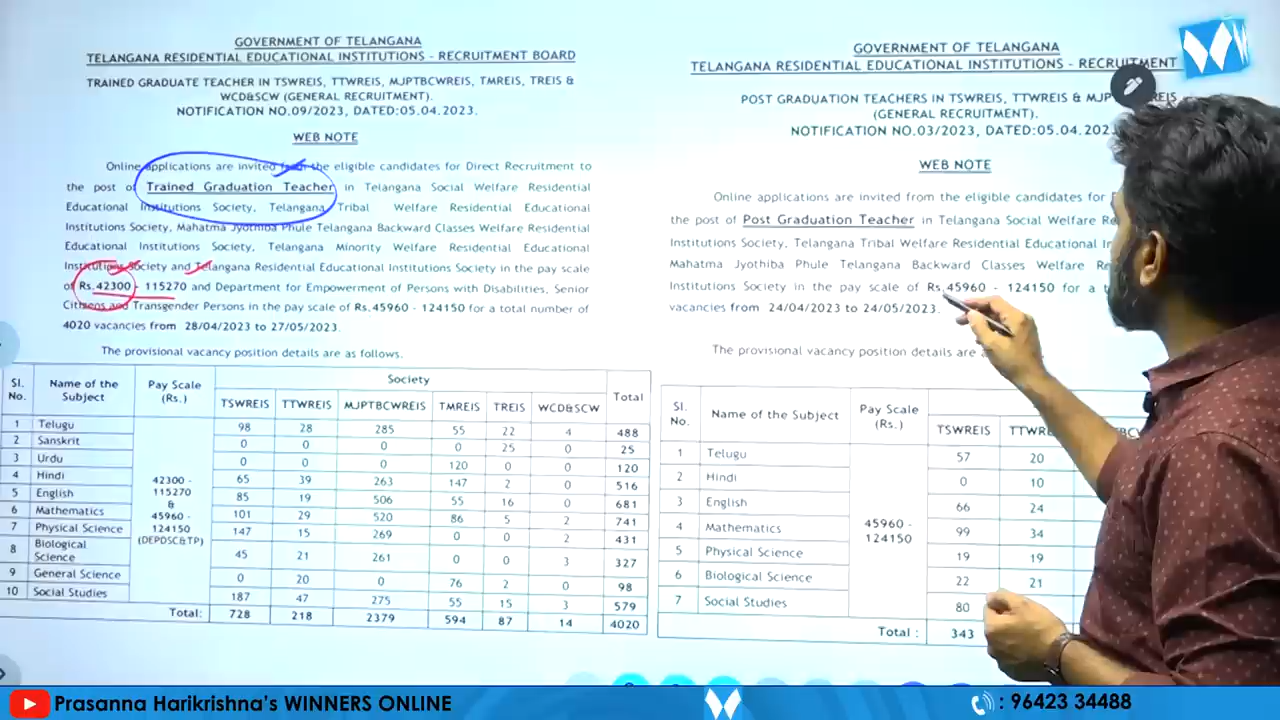 GOVERNMENT OF TELANGANA
TELANGANA RESIDENTIAL EDUCATIONAL INSTITUTIONS - RECRUITMENT BOARD
TRAINED GRADUATE TEACHER IN TSWREIS, TTWREIS, MJPTBCWREIS, TMREIS, TREIS &
WCD&SCW (GENERAL RECRUITMENT).
NOTIFICATION NO.09/2023, DATED:05.04.2023.
WEB NOTE
Online applications are invited from the eligible candidates for Direct Recruitment to
the post of Trained Graduation Teacher in Telangana Social Welfare Residential
Educational Institutions Society, Telangana Tribal Welfare Residential Educational
Institutions Society, Mahatma Jyothiba Phule Telangana Backward Classes Welfare Residential
Educational Institutions Society, Telangana Minority Welfare Residential Educational
Institutions Society and Telangana Residential Educational Institutions Society in the pay scale
of Rs.42300 - 115270 and Department for Empowerment of Persons with Disabilities, Senior
Citizens and Transgender Persons in the pay scale of Rs.45960 - 124150 for a total number of
4020 vacancies from 28/04/2023 to 27/05/2023.
The provisional vacancy position details are as follows.
Sl. No. Name of the Subject Pay Scale (Rs.) Society Total
TSWREIS TTWREIS MJPTBCWREIS TMREIS TREIS WCD&SCW
1 Telugu 98 28 285 55 22 4 488
2 Sanskrit 0 0 0 0 25 0 25
3 Urdu 0 0 0 120 0 0 120
4 Hindi 65 39 263 147 2 0 516
5 English 85 19 506 55 16 0 681
6 Mathematics 101 29 520 86 5 2 741
7 Physical Science 147 15 269 0 0 2 431
8 Biological Science 45 21 261 0 0 3 327
9 General Science 0 20 0 76 2 0 98
10 Social Studies 187 47 275 55 15 3 579
42300 -
115270
&
45960 -
124150
(DEPDSC&TP)
Total: 728 218 2379 594 87 14 4020
GOVERNMENT OF TELANGANA
TELANGANA RESIDENTIAL EDUCATIONAL INSTITUTIONS - RECRUITMENT
POST GRADUATION TEACHERS IN TSWREIS, TTWREIS & MJP REIS
(GENERAL RECRUITMENT).
NOTIFICATION NO.03/2023, DATED:05.04.202
WEB NOTE
Online applications are invited from the eligible candidates for
the post of Post Graduation Teacher in Telangana Social Welfare Re
Institutions Society, Telangana Tribal Welfare Residential Educational In
Mahatma Jyothiba Phule Telangana Backward Classes Welfare Re
Institutions Society in the pay scale of Rs.45960 - 124150 for a t
vacancies from 24/04/2023 to 24/05/2023.
The provisional vacancy position details are
Sl. No. Name of the Subject Pay Scale (Rs.) TSWREIS TTWRE
1 Telugu 57 20
2 Hindi 0 10
3 English 66 24
4 Mathematics 99 34
5 Physical Science 19 19
6 Biological Science 22 21
7 Social Studies 80
45960 -
124150
Total : 343
Prasanna Harikrishna's WINNERS ONLINE
: 96423 34488